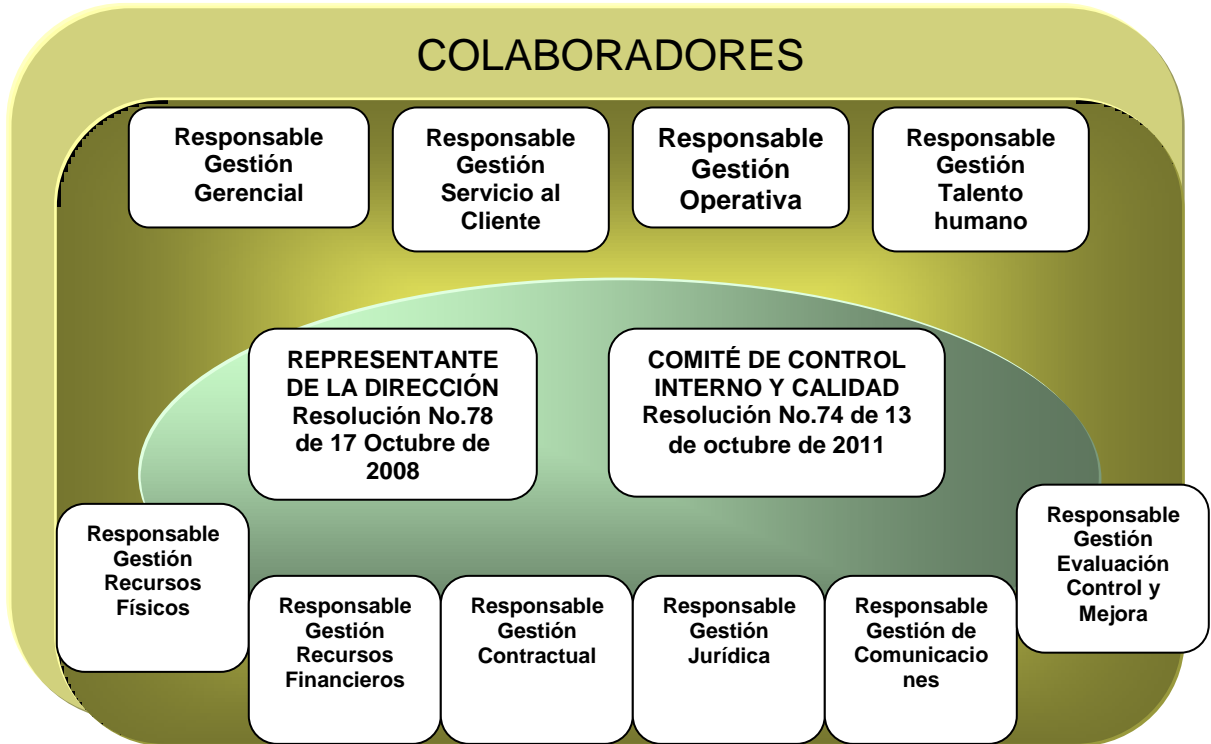 COLABORADORES
Responsable
Gestión
Gerencial
Responsable
Gestión
Servicio al
Cliente
Responsable
Gestión
Operativa
Responsable
Gestión
Talento
humano
REPRESENTANTE
DE LA DIRECCIÓN
Resolución No.78
de 17 Octubre de
2008
COMITÉ DE CONTROL
INTERNO Y CALIDAD
Resolución No.74 de 13
de octubre de 2011
Responsable
Gestión
Recursos
Físicos
Responsable
Gestión
Recursos
Financieros
Responsable
Gestión
Contractual
Responsable
Gestión
Jurídica
Responsable
Gestión de
Comunicacio
nes
Responsable
Gestión
Evaluación
Control y
Mejora